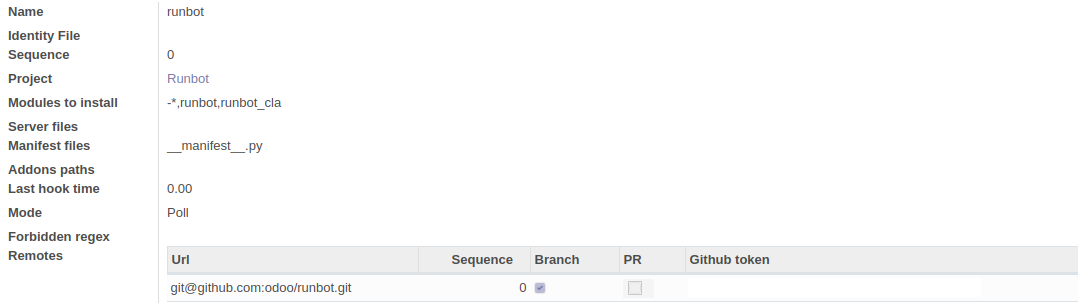 Name runbot
Identity File
Sequence 0
Project Runbot
Modules to install -*,runbot,runbot_cla
Server files
Manifest files __manifest__.py
Addons paths
Last hook time 0.00
Mode Poll
Forbidden regex
Remotes
Url Sequence Branch PR Github token
git@github.com:odoo/runbot.git 0